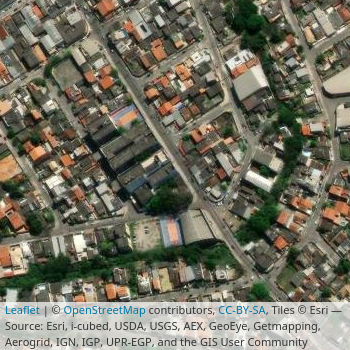 Leaflet | © OpenStreetMap contributors, CC-BY-SA, Tiles © Esri —
Source: Esri, i-cubed, USDA, USGS, AEX, GeoEye, Getmapping,
Aerogrid, IGN, IGP, UPR-EGP, and the GIS User Community